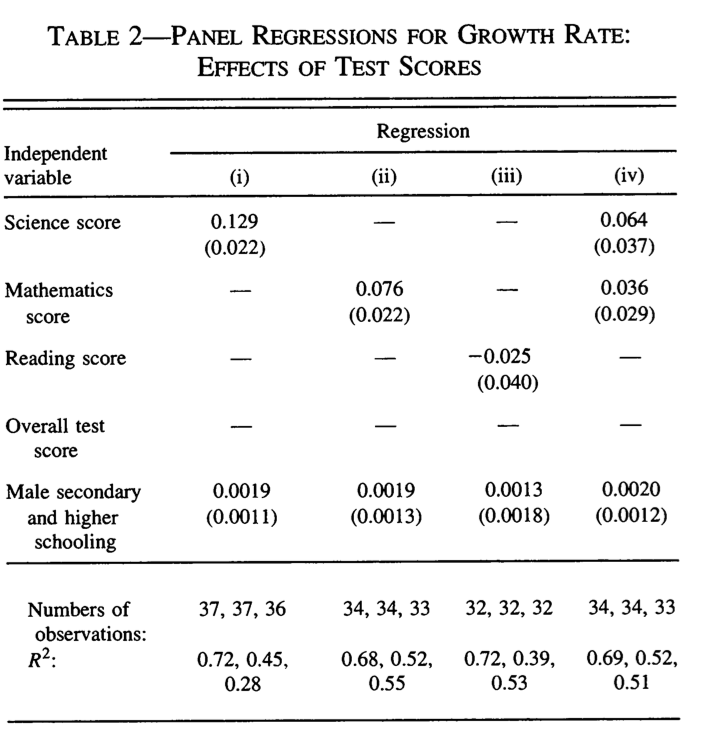 TABLE 2—PANEL REGRESSIONS FOR GROWTH RATE:
EFFECTS OF TEST SCORES
Regression
Independent
variable (i) (ii) (iii) (iv)
Science score 0.129 — — 0.064
(0.022) (0.037)
Mathematics — 0.076 — 0.036
score (0.022) (0.029)
Reading score — — −0.025 —
(0.040)
Overall test — — — —
score
Male secondary 0.0019 0.0019 0.0013 0.0020
and higher (0.0011) (0.0013) (0.0018) (0.0012)
schooling
Numbers of 37, 37, 36 34, 34, 33 32, 32, 32 34, 34, 33
observations:
R²: 0.72, 0.45, 0.68, 0.52, 0.72, 0.39, 0.69, 0.52,
0.28 0.55 0.53 0.51